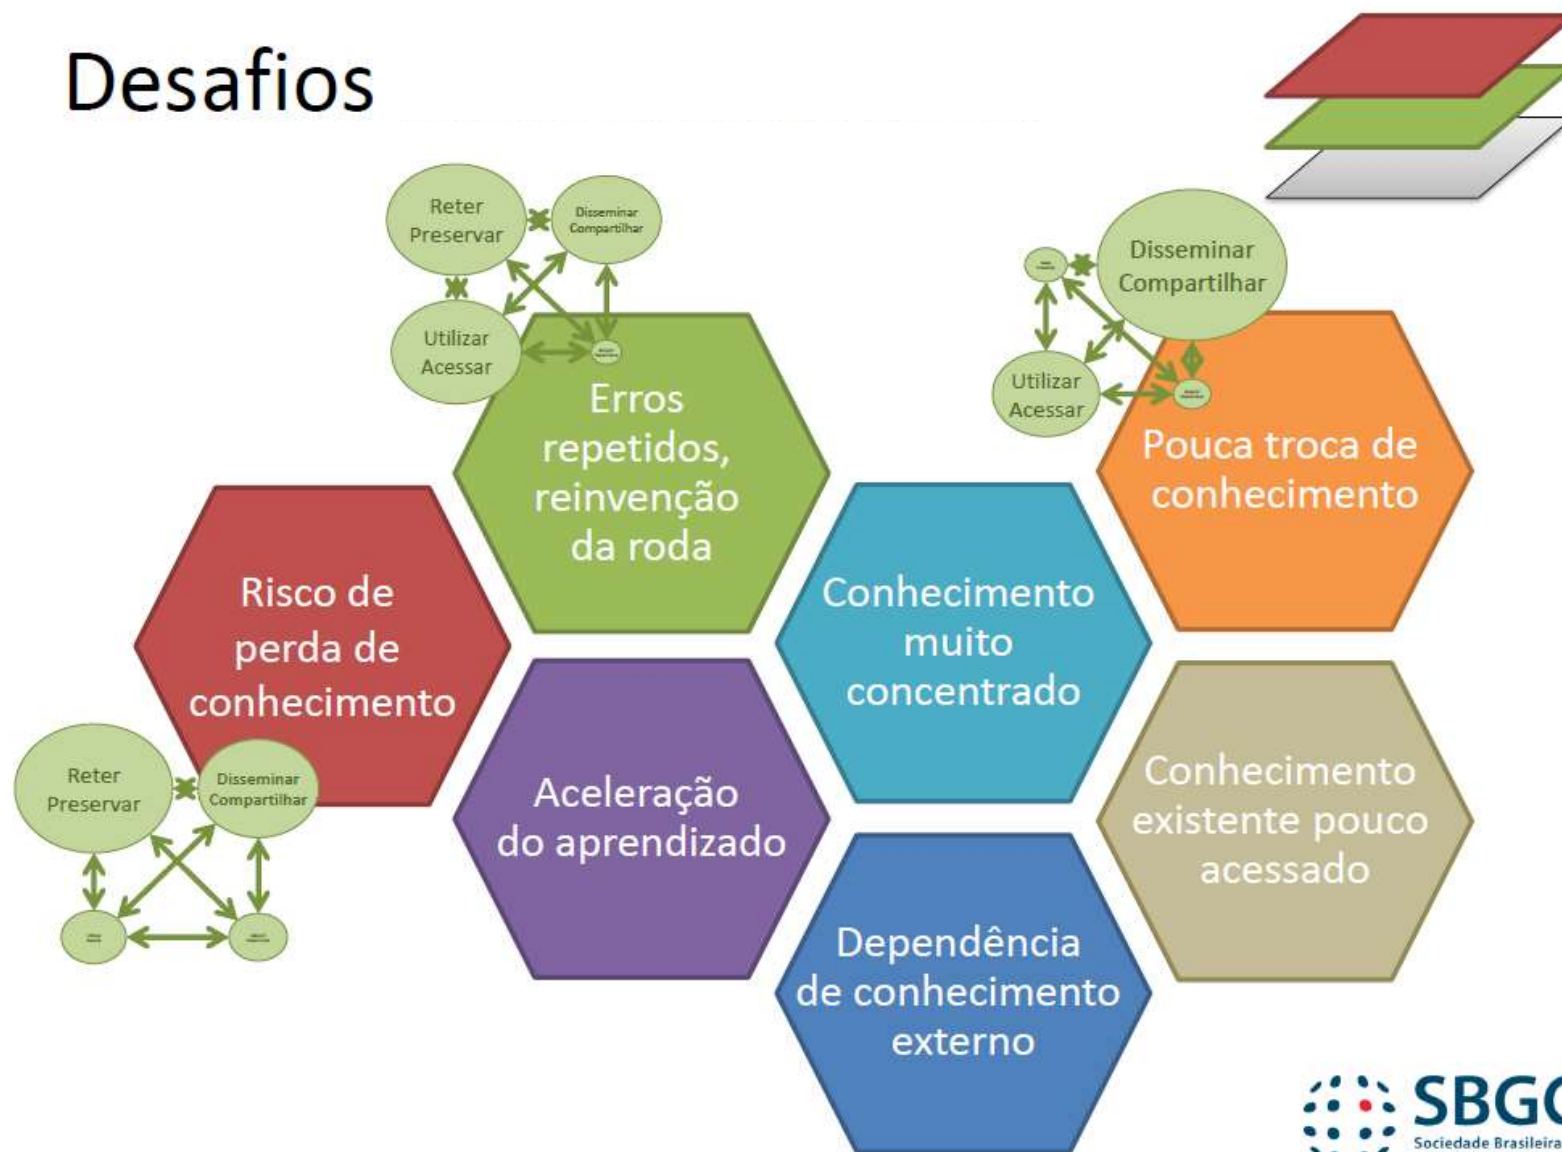 Desafios
Reter
Preservar
Disseminar
Compartilhar
Utilizar
Acessar
Disseminar
Compartilhar
Utilizar
Acessar
Erros
repetidos,
reinvenção
da roda
Pouca troca de
conhecimento
Risco de
perda de
conhecimento
Conhecimento
muito
concentrado
Reter
Preservar
Disseminar
Compartilhar
Aceleração
do aprendizado
Conhecimento
existente pouco
acessado
Dependência
de conhecimento
externo
SBGC
Sociedade Brasileira